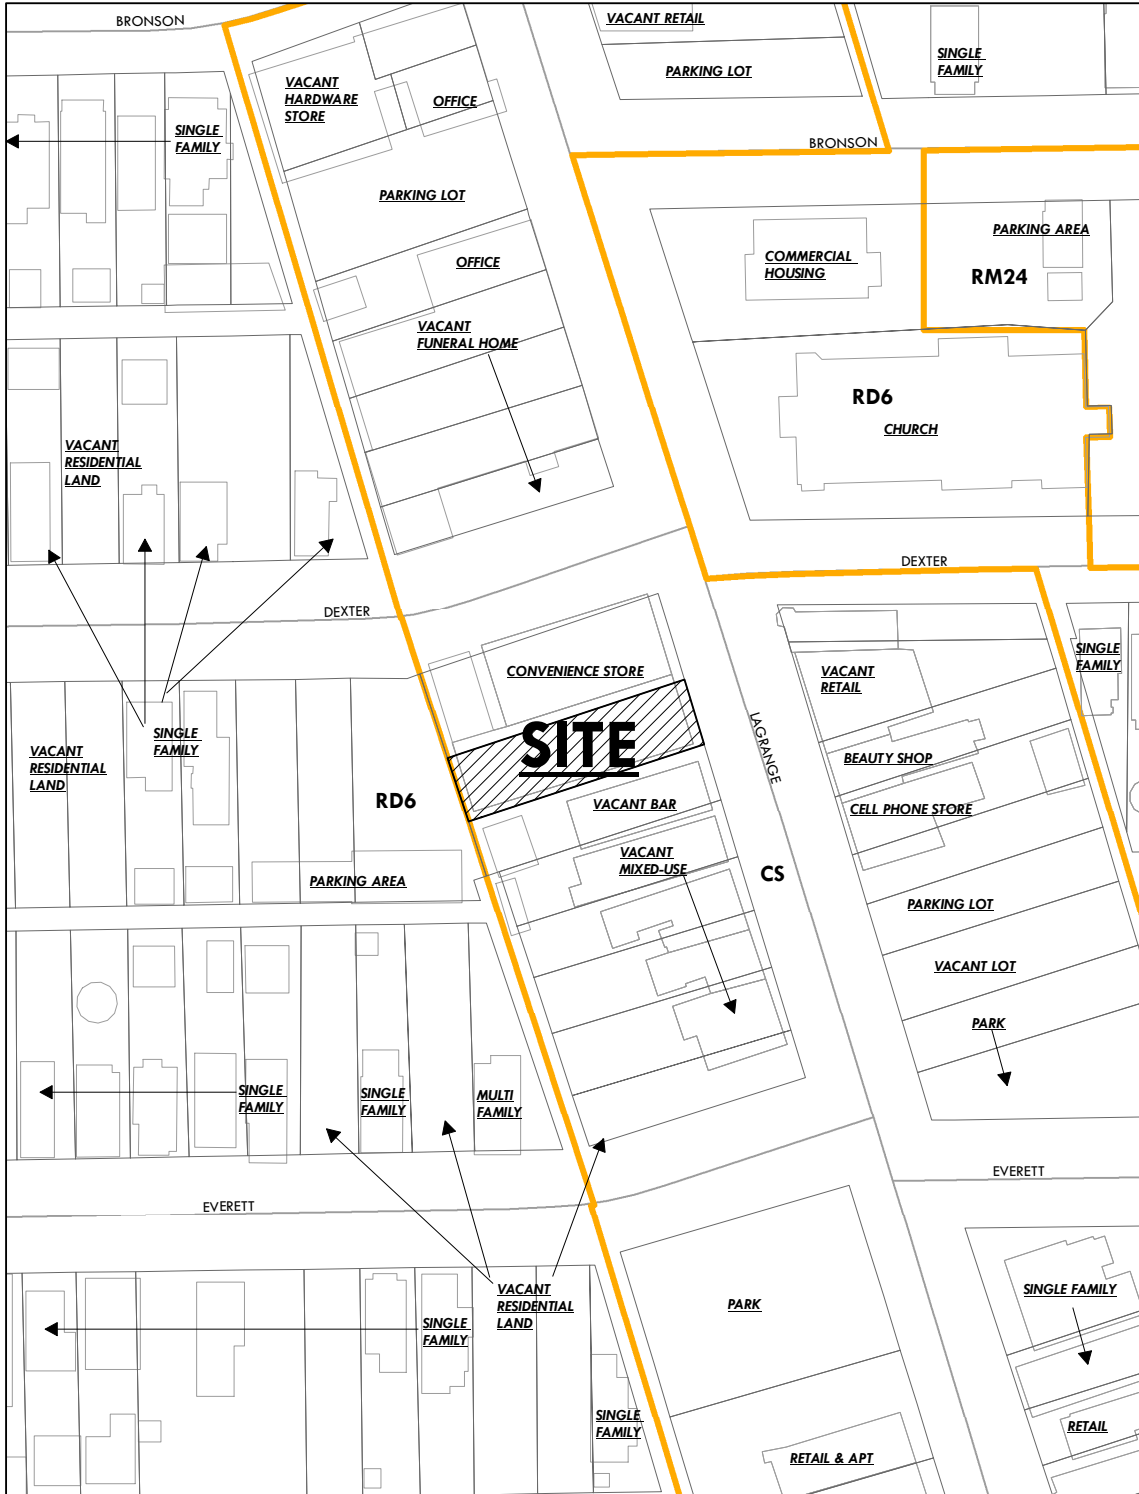 BRONSON
VACANT RETAIL
SINGLE
FAMILY
PARKING LOT
VACANT
HARDWARE
STORE
OFFICE
SINGLE
FAMILY
BRONSON
PARKING LOT
PARKING AREA
COMMERCIAL
HOUSING
OFFICE
RM24
VACANT
FUNERAL HOME
RD6
CHURCH
VACANT
RESIDENTIAL
LAND
DEXTER
DEXTER
CONVENIENCE STORE
VACANT
RETAIL
SINGLE
FAMILY
SITE
LAGRANGE
SINGLE
FAMILY
VACANT
RESIDENTIAL
LAND
BEAUTY SHOP
RD6
VACANT BAR
CELL PHONE STORE
VACANT
MIXED-USE
CS
PARKING AREA
PARKING LOT
VACANT LOT
PARK
SINGLE
FAMILY
SINGLE
FAMILY
MULTI
FAMILY
EVERETT
EVERETT
VACANT
RESIDENTIAL
LAND
SINGLE FAMILY
PARK
SINGLE
FAMILY
SINGLE
FAMILY
RETAIL
RETAIL & APT